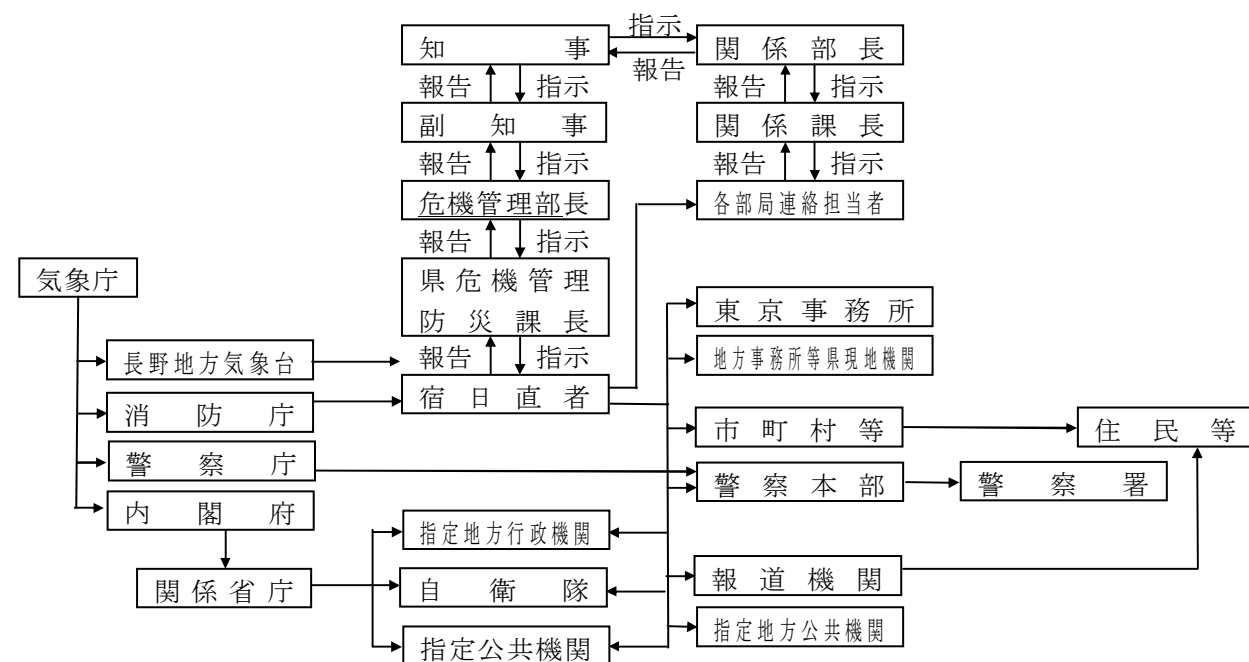 指示
知事
関係部長
報告
報告
指示
報告
指示
副知事
関係課長
報告
指示
報告
指示
危機管理部長
各部局連絡担当者
報告
指示
気象庁
県危機管理
防災課長
東京事務所
長野地方気象台
報告
指示
地方事務所等県現地機関
消防庁
宿日直者
市町村等
住民等
警察庁
警察本部
警察署
内閣府
指定地方行政機関
関係省庁
自衛隊
報道機関
指定公共機関
指定地方公共機関